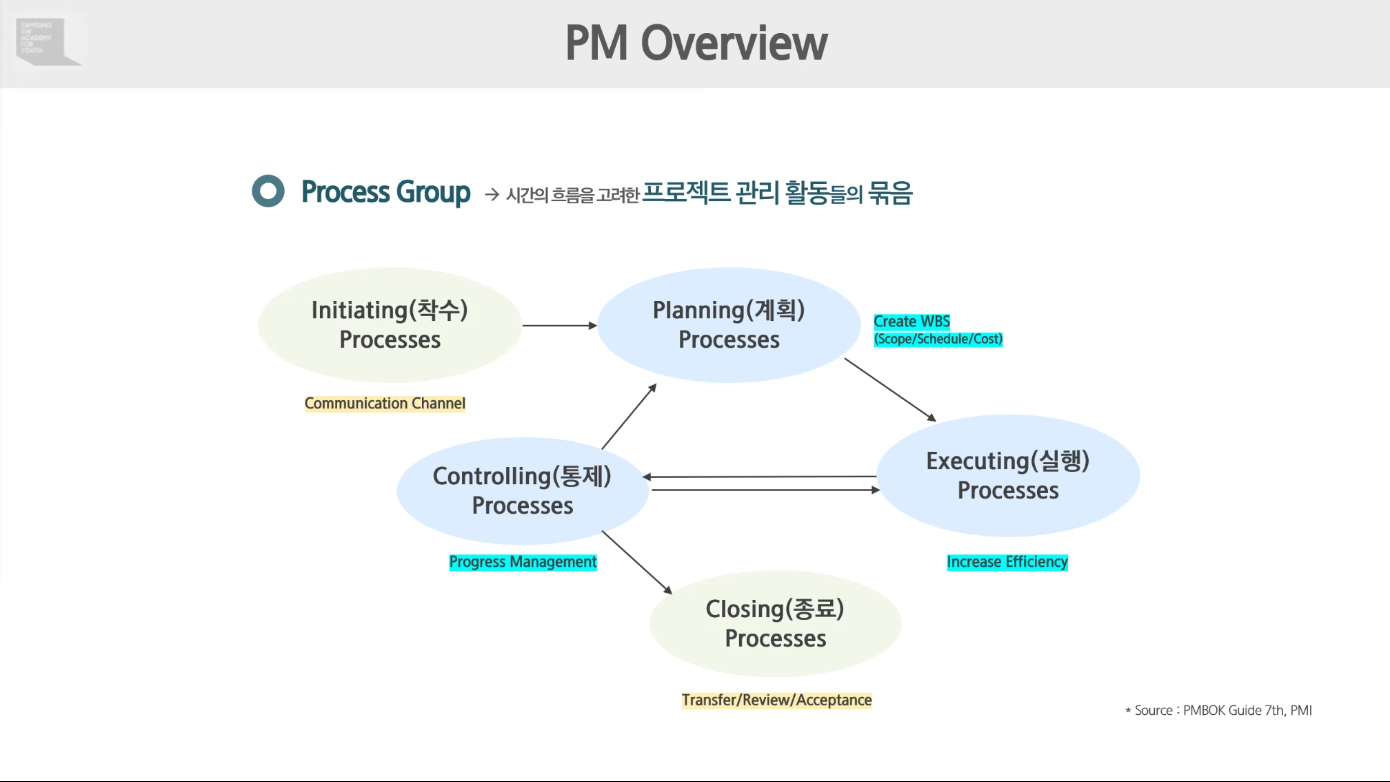 SAMSUNG
SW
ACADEMY
FOR
YOUTH
PM Overview
Process Group → 시간의 흐름을 고려한 프로젝트 관리 활동들의 묶음
Initiating(착수)
Processes
Communication Channel
Planning(계획)
Processes
Create WBS
(Scope/Schedule/Cost)
Executing(실행)
Processes
Increase Efficiency
Controlling(통제)
Processes
Progress Management
Closing(종료)
Processes
Transfer/Review/Acceptance
* Source : PMBOK Guide 7th, PMI